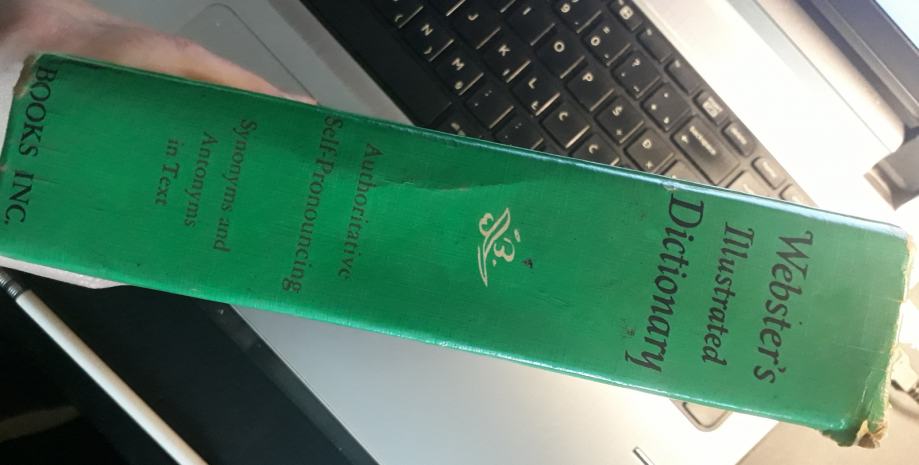 Webster's
Illustrated
Dictionary
Authoritative
Self-Pronouncing
Synonyms and
Antonyms
in Text
BOOKS INC.